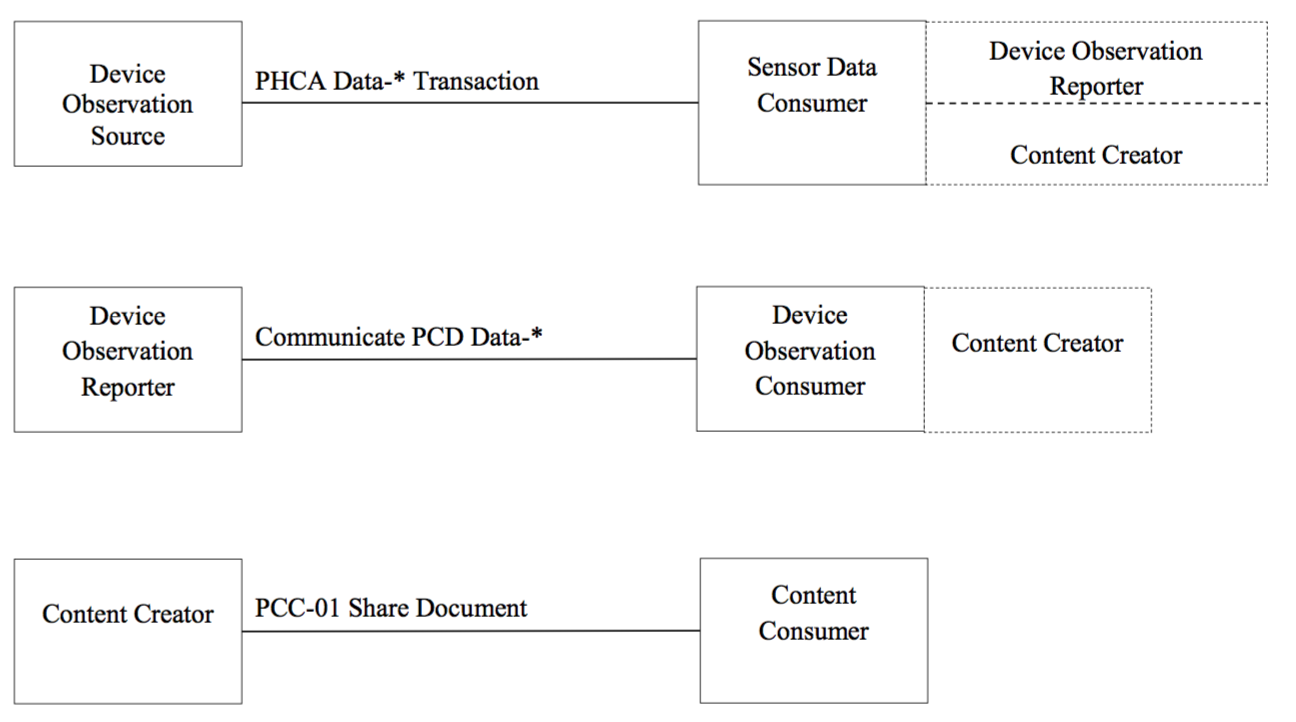 Device
Observation
Source
PHCA Data-* Transaction
Sensor Data
Consumer
Device Observation
Reporter
Content Creator
Device
Observation
Reporter
Communicate PCD Data-*
Device
Observation
Consumer
Content Creator
Content Creator
PCC-01 Share Document
Content
Consumer